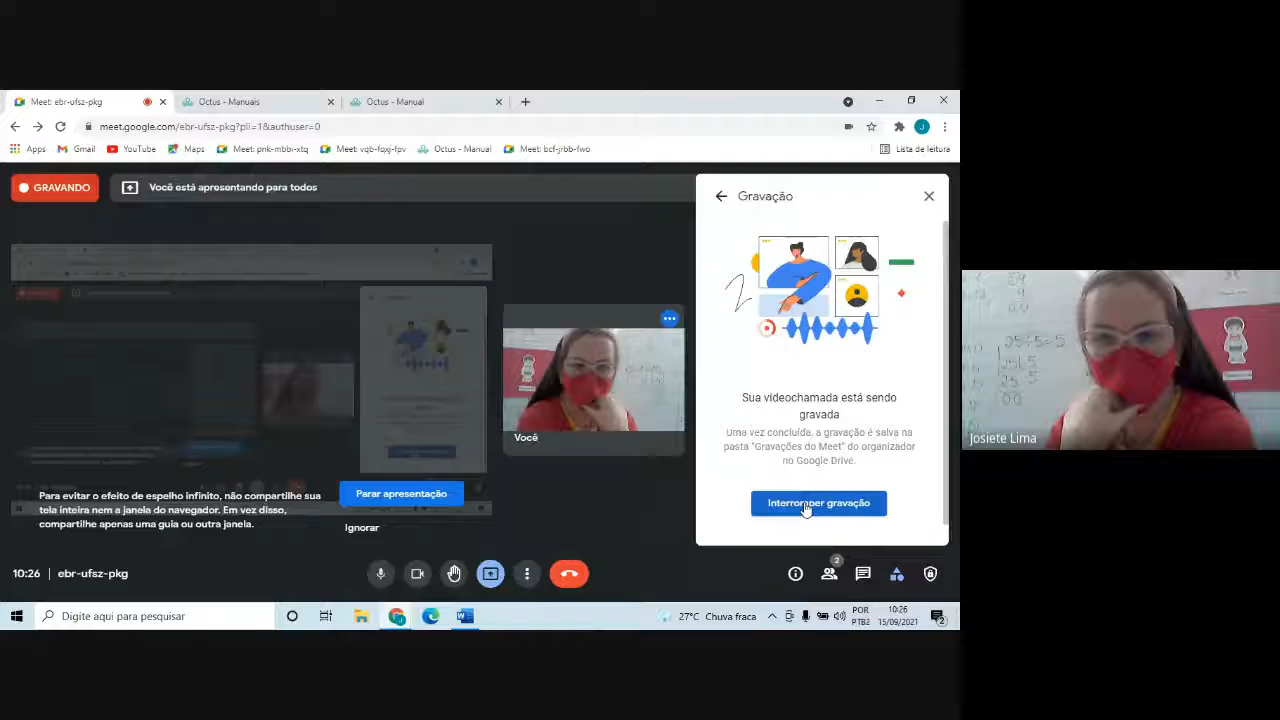 Meet: ebr-ufsz-pkg
Octus - Manuais
Octus - Manual
meet.google.com/ebr-ufsz-pkg?pli=1&authuser=0
Apps
Gmail
YouTube
Maps
Meet: pnk-mbbi-xtq
Meet: vqb-fqxj-fpv
Octus - Manual
Meet: bcf-jrbb-fwo
Lista de leitura
GRAVANDO
Você está apresentando para todos
Gravação
Sua videochamada está sendo
gravada
Uma vez concluída, a gravação é salva na
pasta "Gravações do Meet" do organizador
no Google Drive.
Interromper gravação
Você
Para evitar o efeito de espelho infinito, não compartilhe sua
tela inteira nem a janela do navegador. Em vez disso,
compartilhe apenas uma guia ou outra janela.
Parar apresentação
Ignorar
10:26 | ebr-ufsz-pkg
2
Digite aqui para pesquisar
27°C Chuva fraca
POR
PTB2
10:26
15/09/2021
2
25÷5=5
Josiete Lima